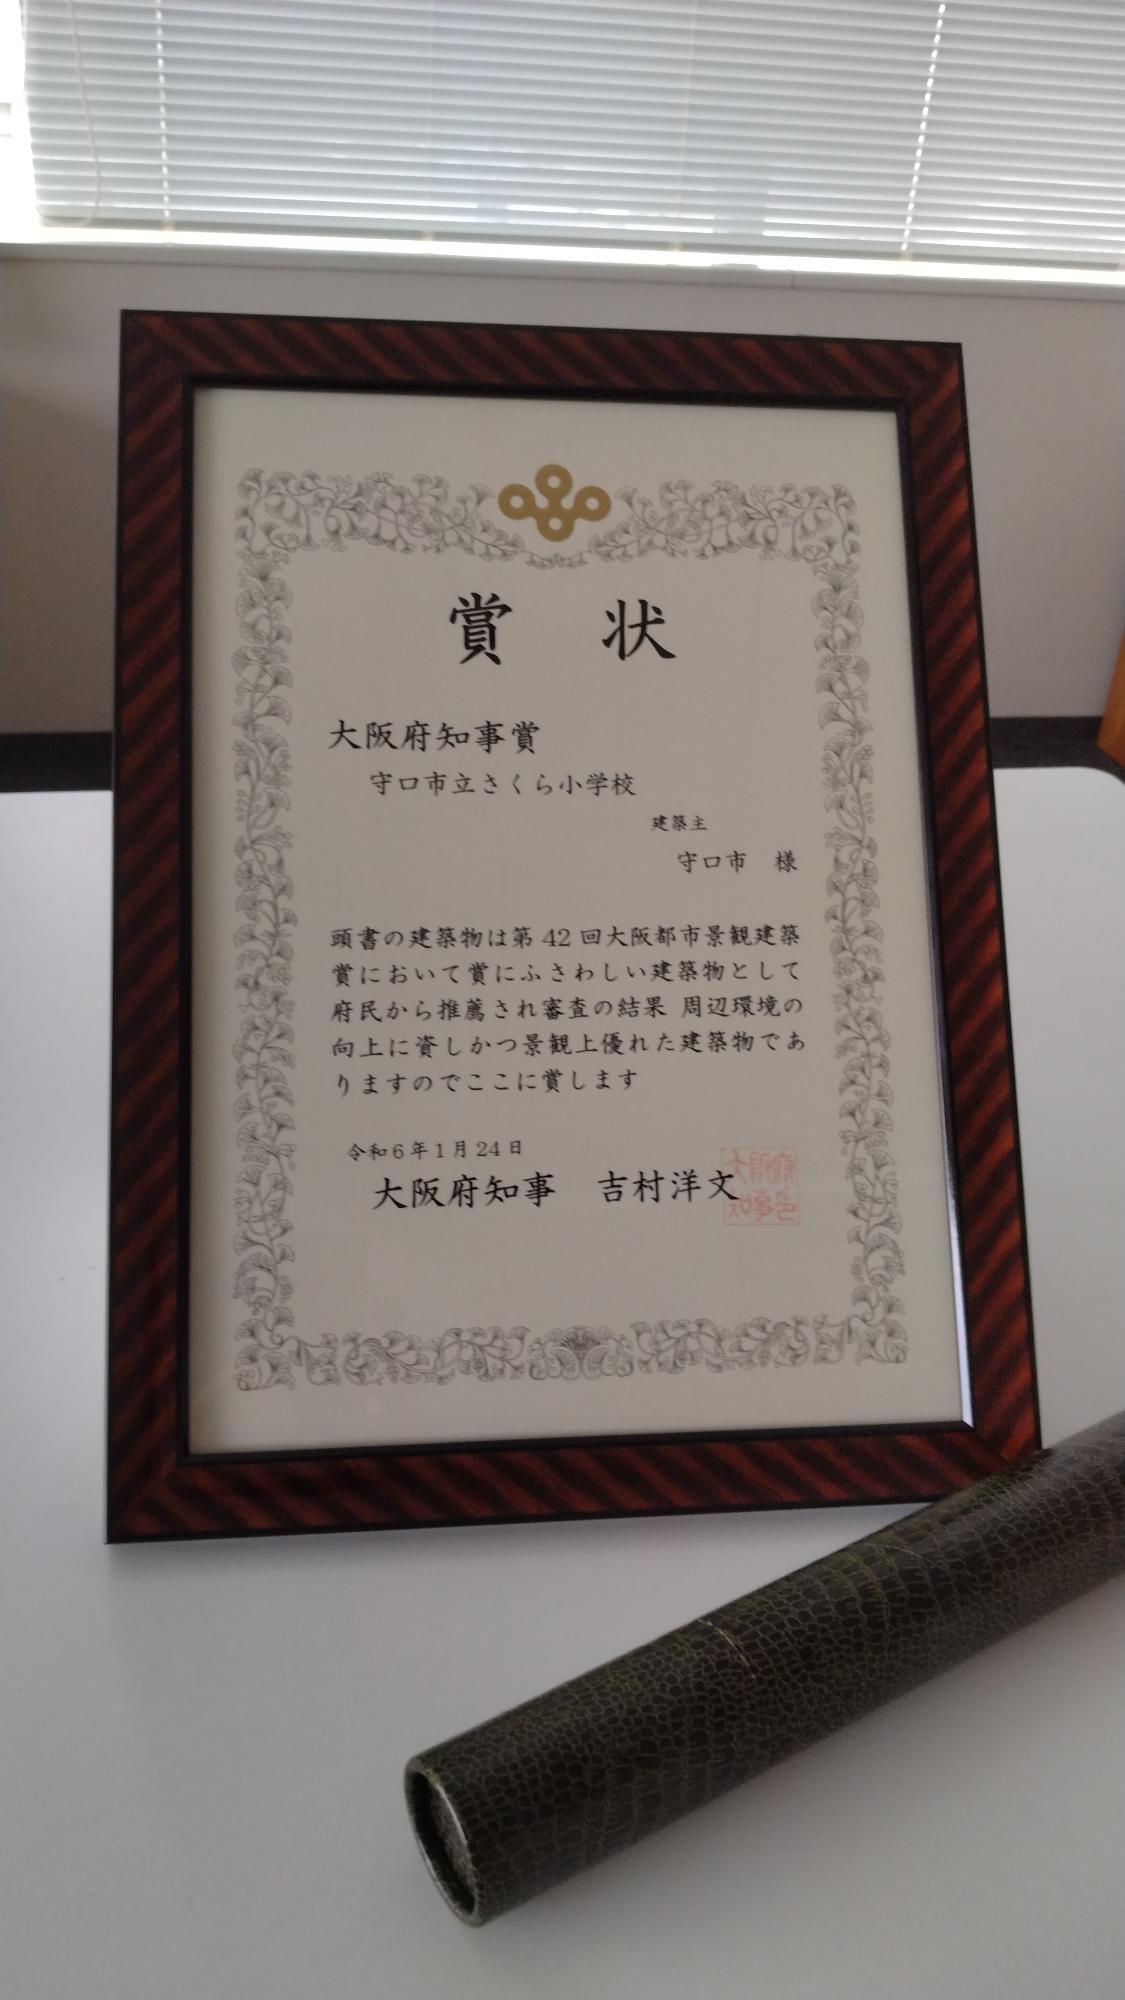 賞 状
大阪府知事賞
守口市立さくら小学校
建築主
守口市 様
頭書の建築物は第 42 回大阪都市景観建築
賞において賞にふさわしい建築物として
府民から推薦され審査の結果 周辺環境の
向上に資しかつ景観上優れた建築物であ
りますのでここに賞します
令和6年1月24日
大阪府知事 吉村洋文
大阪府
知事